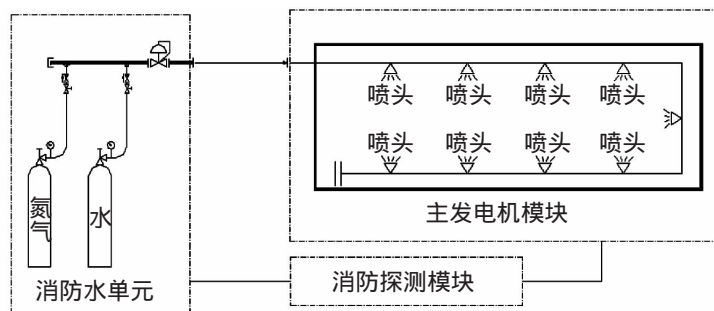 喷头 喷头 喷头 喷头
喷头 喷头 喷头 喷头
氮气
水
主发电机模块
消防探测模块
消防水单元